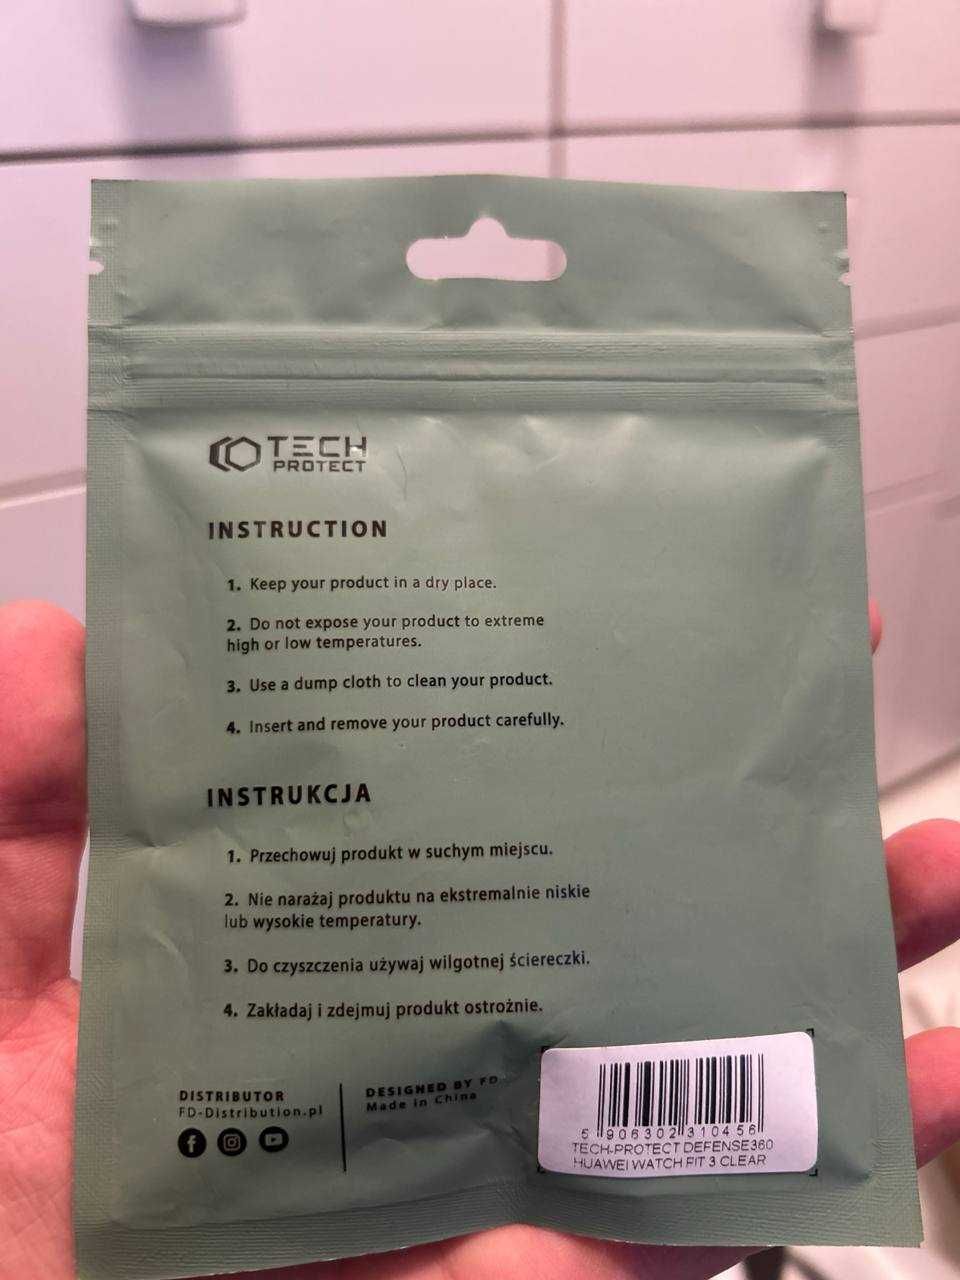 TECH
PROTECT
INSTRUCTION
1. Keep your product in a dry place.
2. Do not expose your product to extreme
high or low temperatures.
3. Use a dump cloth to clean your product.
4. Insert and remove your product carefully.
INSTRUKCJA
1. Przechowuj produkt w suchym miejscu.
2. Nie narażaj produktu na ekstremalnie niskie
lub wysokie temperatury.
3. Do czyszczenia używaj wilgotnej ściereczki.
4. Zakładaj i zdejmuj produkt ostrożnie.
DISTRIBUTOR
FD-Distribution.pl
DESIGNED BY FD
Made in China
5 906302 310456
TECH-PROTECT DEFENSE360
HUAWEI WATCH FIT 3 CLEAR